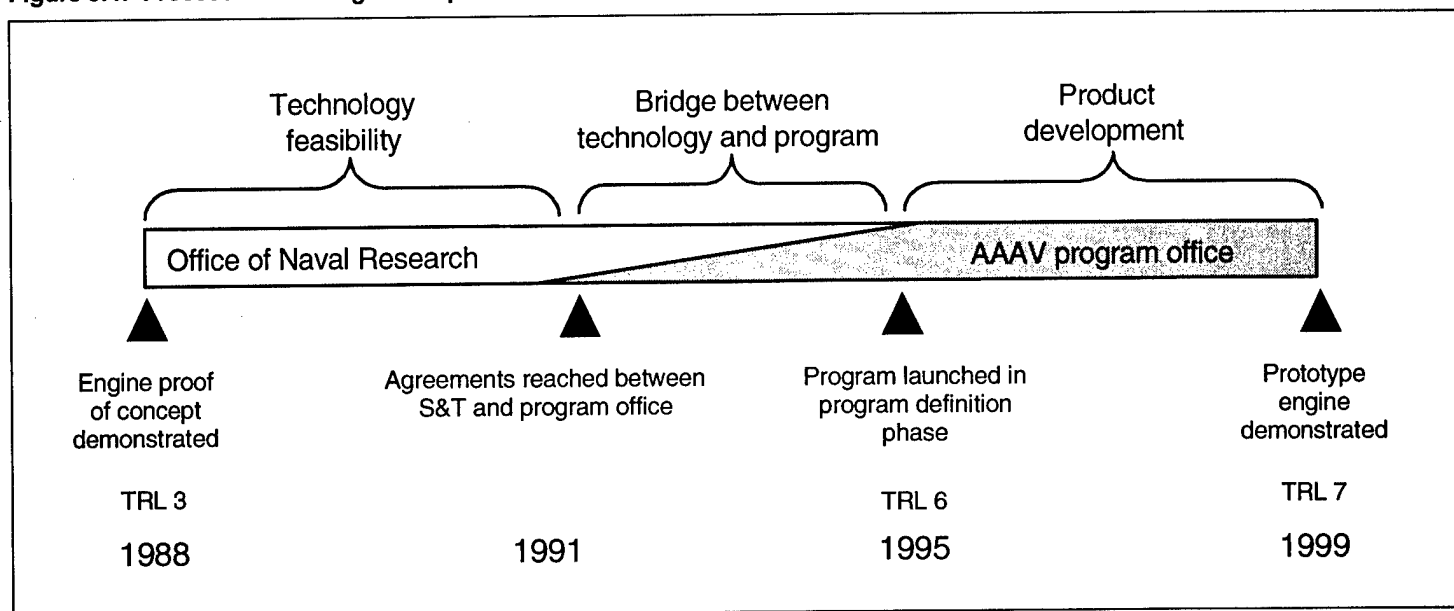 Technology
feasibility
Bridge between
technology and program
Product
development
Office of Naval Research
AAAV program office
Engine proof
of concept
demonstrated
Agreements reached between
S&T and program office
Program launched in
program definition
phase
Prototype
engine
demonstrated
TRL 3
TRL 6
TRL 7
1988
1991
1995
1999